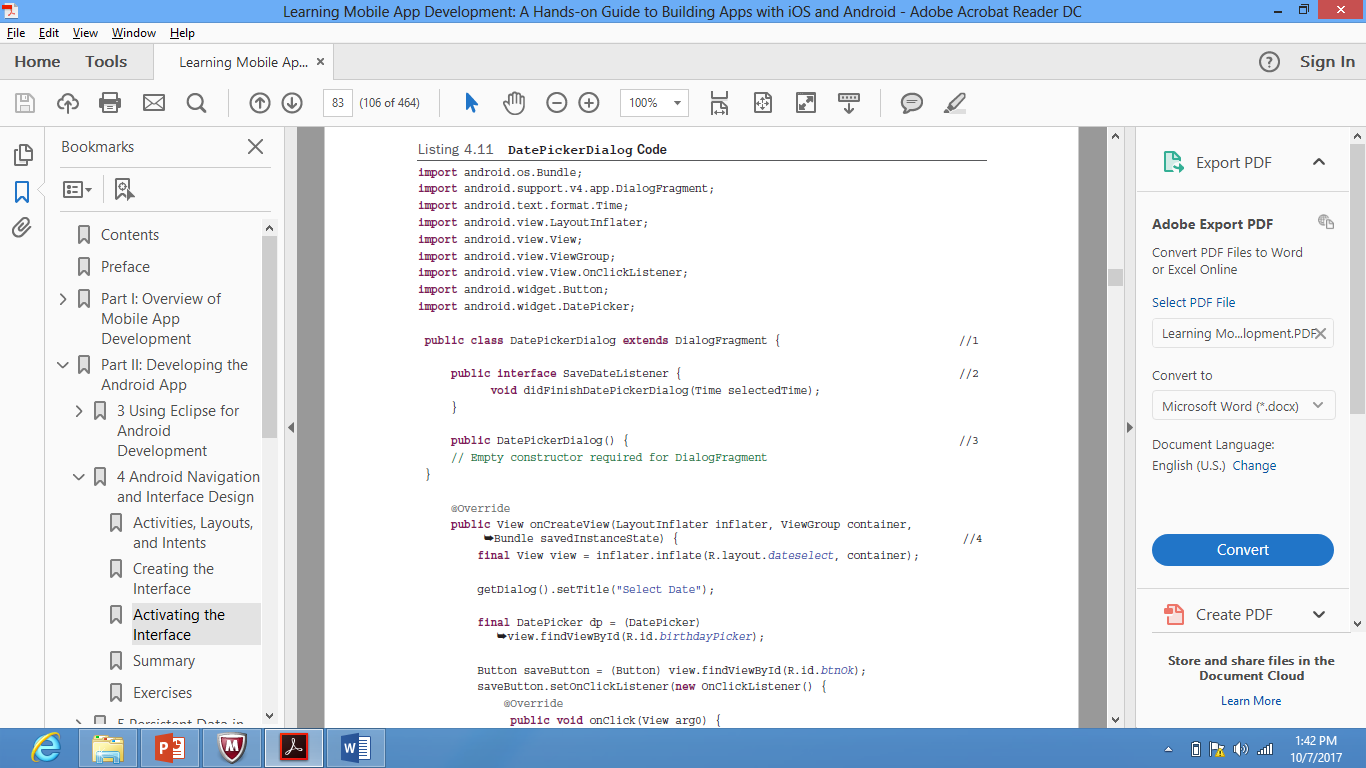 Learning Mobile App Development: A Hands-on Guide to Building Apps with iOS and Android - Adobe Acrobat Reader DC
File Edit View Window Help
Home Tools Learning Mobile Ap... × Sign In
83 (106 of 464) 100%
Bookmarks
Contents
Preface
Part I: Overview of
Mobile App
Development
Part II: Developing the
Android App
3 Using Eclipse for
Android
Development
4 Android Navigation
and Interface Design
Activities, Layouts,
and Intents
Creating the
Interface
Activating the
Interface
Summary
Exercises
5 Persistent Data in
Listing 4.11 DatePickerDialog Code
import android.os.Bundle;
import android.support.v4.app.DialogFragment;
import android.text.format.Time;
import android.view.LayoutInflater;
import android.view.View;
import android.view.ViewGroup;
import android.view.View.OnClickListener;
import android.widget.Button;
import android.widget.DatePicker;
public class DatePickerDialog extends DialogFragment { //1
public interface SaveDateListener { //2
void didFinishDatePickerDialog(Time selectedTime);
}
public DatePickerDialog() { //3
// Empty constructor required for DialogFragment
}
@Override
public View onCreateView(LayoutInflater inflater, ViewGroup container,
➥Bundle savedInstanceState) { //4
final View view = inflater.inflate(R.layout.dateselect, container);
getDialog().setTitle("Select Date");
final DatePicker dp = (DatePicker)
➥view.findViewById(R.id.birthdayPicker);
Button saveButton = (Button) view.findViewById(R.id.btnOk);
saveButton.setOnClickListener(new OnClickListener() {
@Override
public void onClick(View arg0) {
Export PDF
Adobe Export PDF
Convert PDF Files to Word
or Excel Online
Select PDF File
Learning Mo...lopment.PDF
Convert to
Microsoft Word (*.docx)
Document Language:
English (U.S.) Change
Convert
Create PDF
Store and share files in the
Document Cloud
Learn More
1:42 PM
10/7/2017